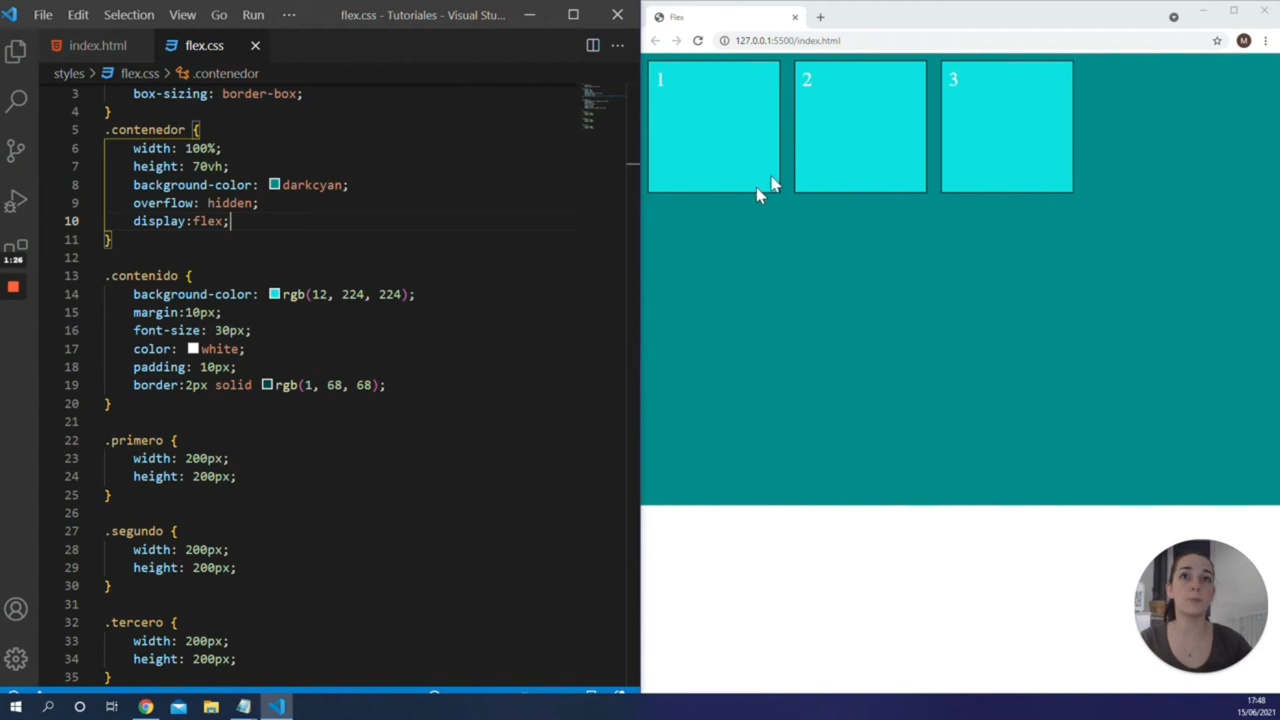 File Edit Selection View Go Run ··· flex.css - Tutoriales - Visual Stu...
index.html flex.css
styles > flex.css > .contenedor
3 box-sizing: border-box;
4 }
5 .contenedor {
6 width: 100%;
7 height: 70vh;
8 background-color: darkcyan;
9 overflow: hidden;
10 display:flex;
11 }
12
13 .contenido {
14 background-color: rgb(12, 224, 224);
15 margin:10px;
16 font-size: 30px;
17 color: white;
18 padding: 10px;
19 border:2px solid rgb(1, 68, 68);
20 }
21
22 .primero {
23 width: 200px;
24 height: 200px;
25 }
26
27 .segundo {
28 width: 200px;
29 height: 200px;
30 }
31
32 .tercero {
33 width: 200px;
34 height: 200px;
35 }
1:26
Flex
127.0.0.1:5500/index.html
M
1 2 3
17:48
15/06/2021